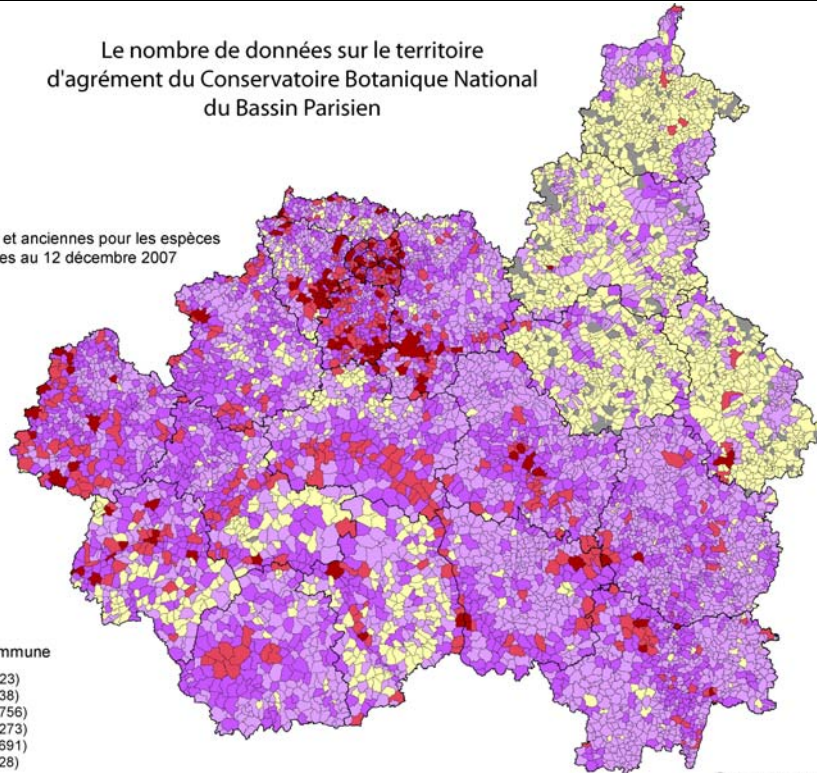 Le nombre de données sur le territoire
d'agrément du Conservatoire Botanique National
du Bassin Parisien
et anciennes pour les espèces
es au 12 décembre 2007
mmune
23)
38)
756)
273)
691)
28)